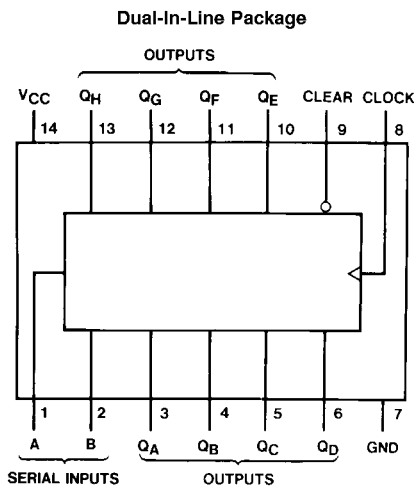 Dual-In-Line Package
OUTPUTS
VCC QH QG QF QE CLEAR CLOCK
14 13 12 11 10 9 8
1 2 3 4 5 6 7
A B QA QB QC QD GND
SERIAL INPUTS OUTPUTS